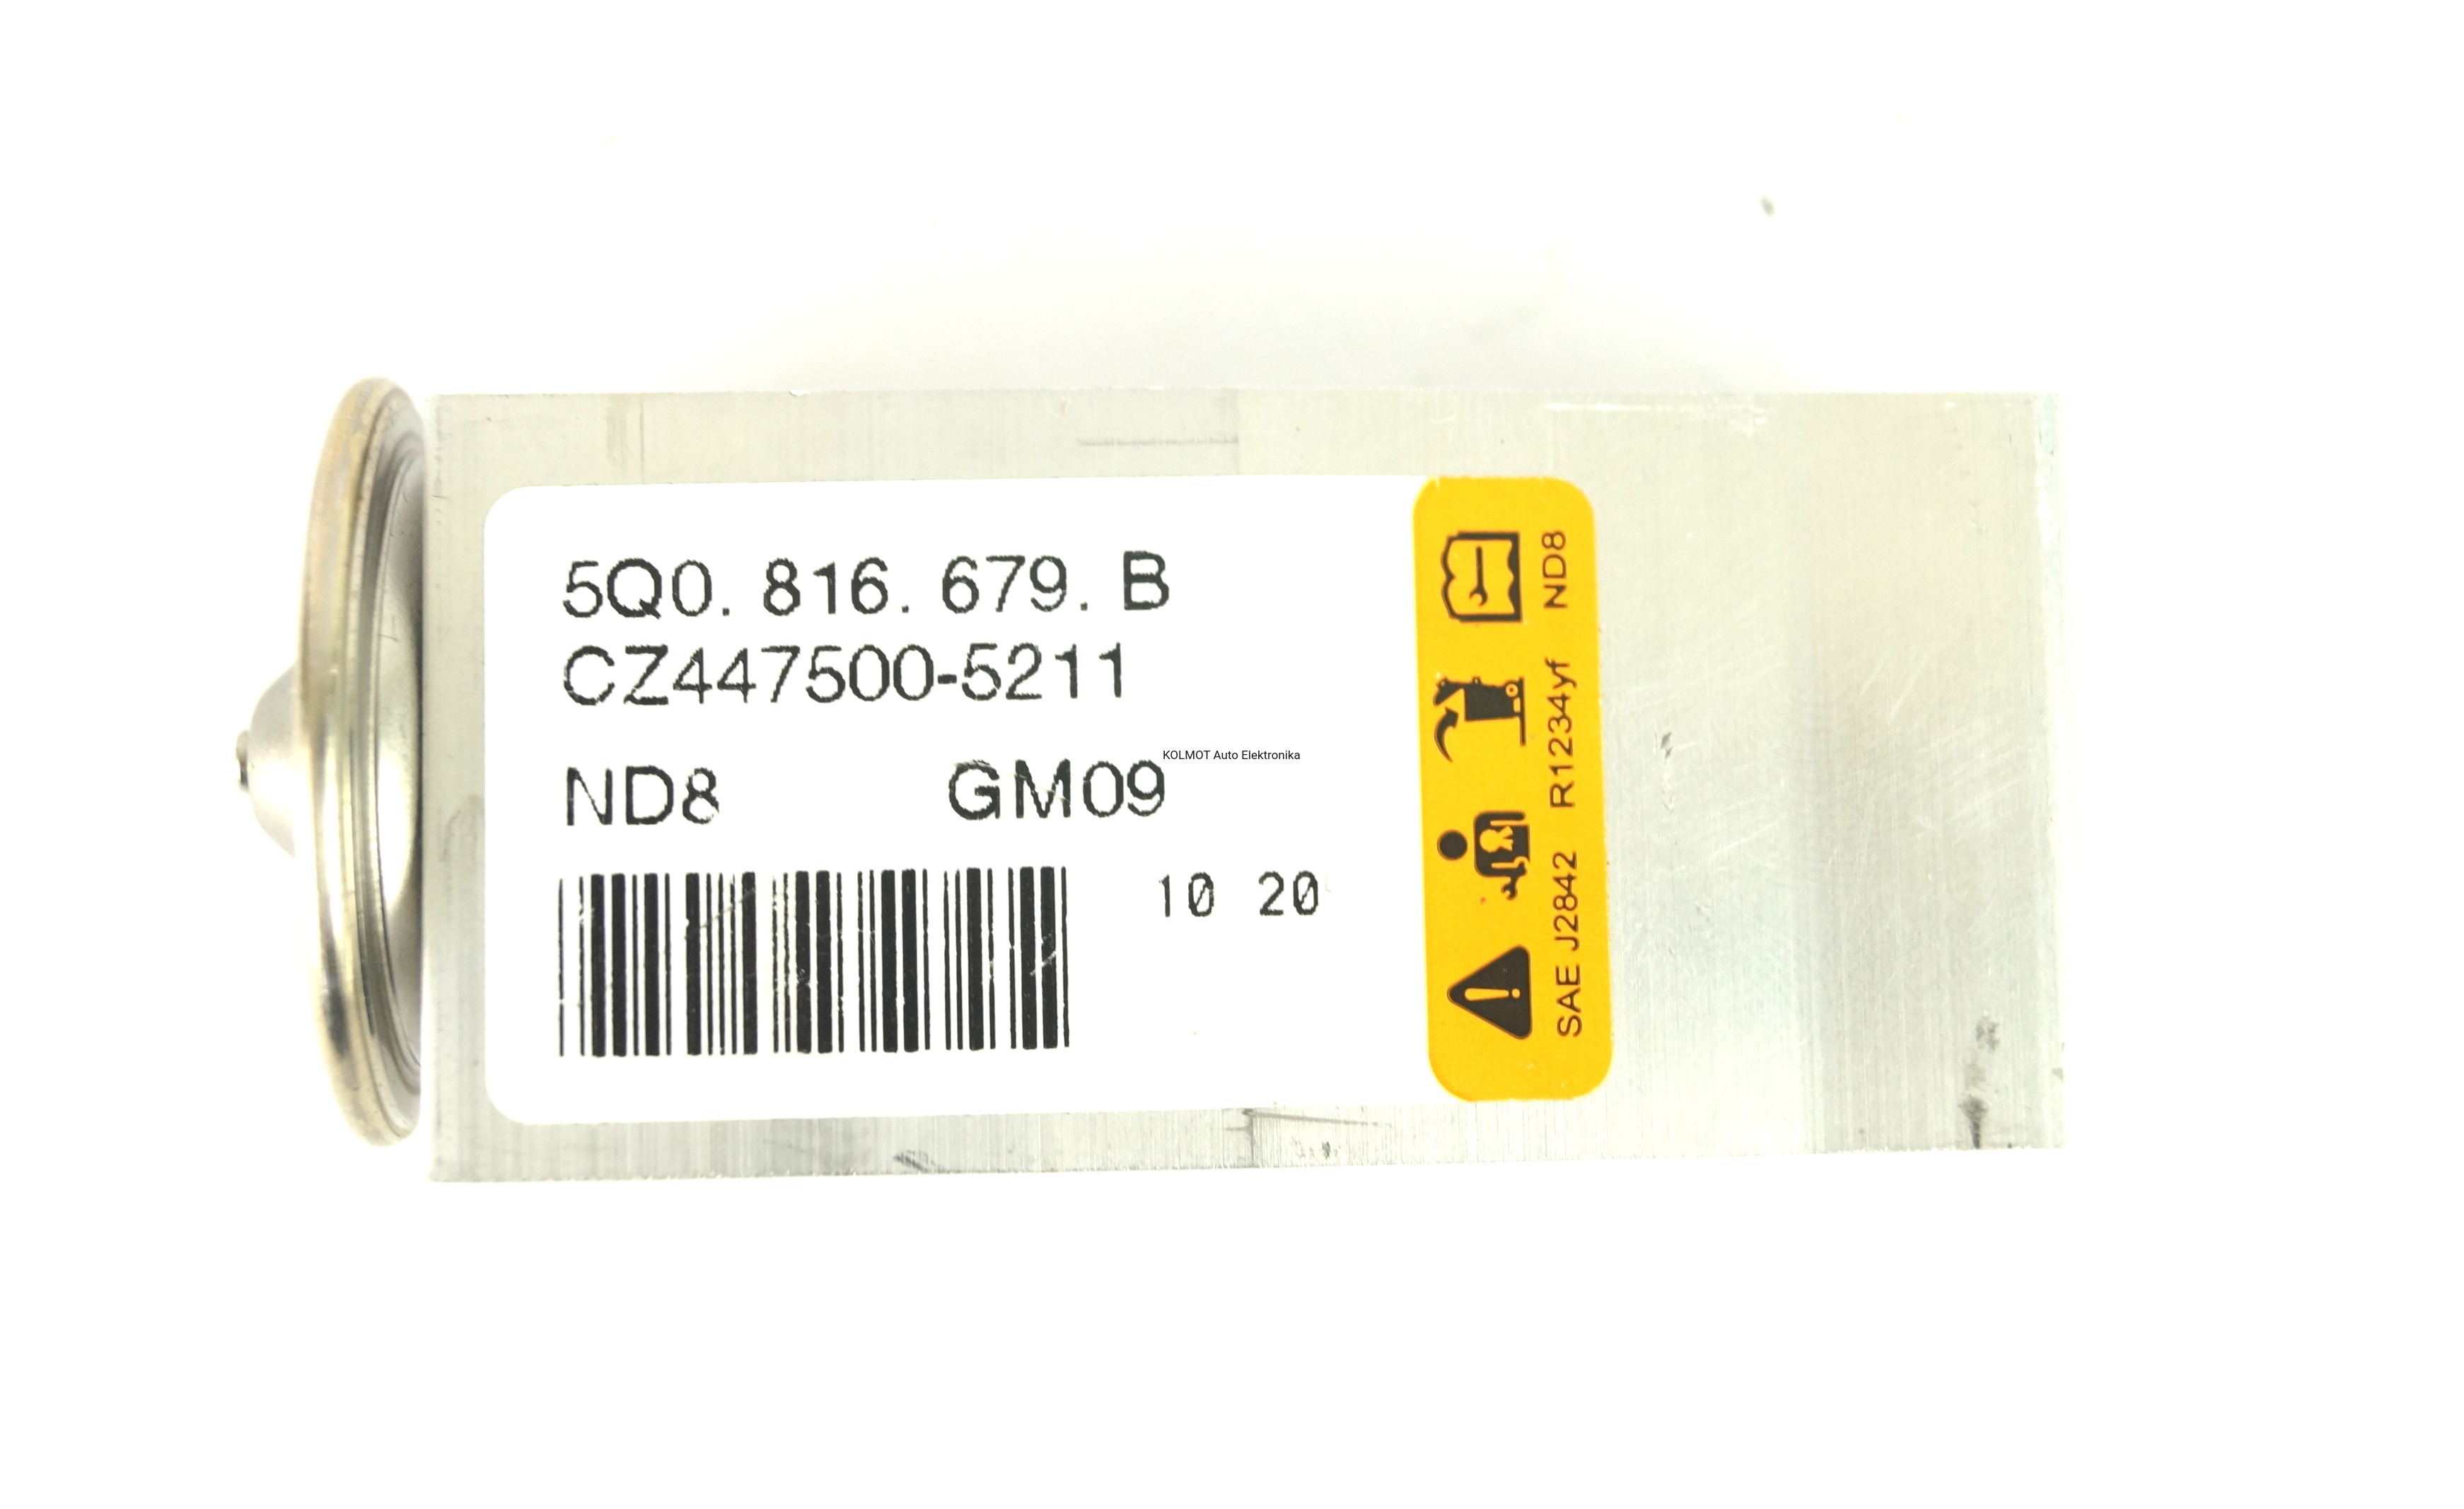 5Q0. 816. 679. B
CZ447500-5211
KOLMOT Auto Elektronika
ND8 GM09
10 20
SAE J2842 R1234yf ND8